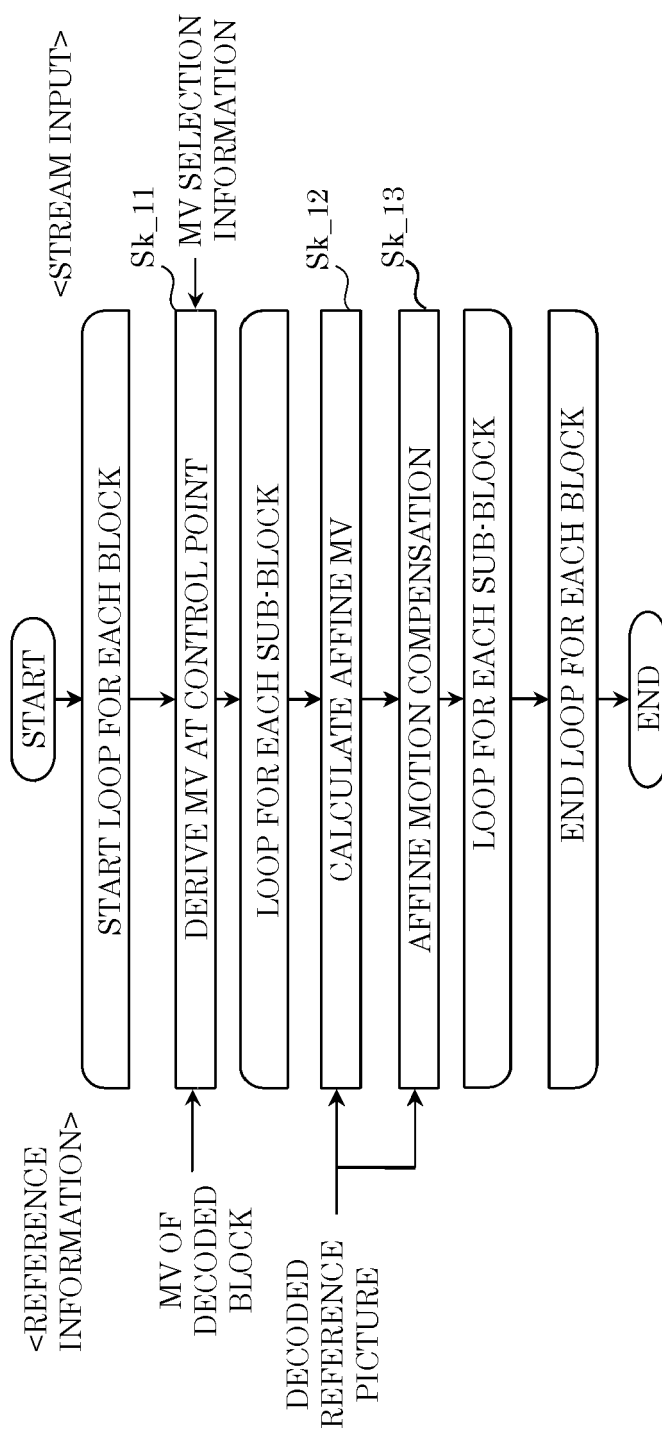 <REFERENCE
INFORMATION>
<STREAM INPUT>
START
START LOOP FOR EACH BLOCK
Sk_11
MV OF
DECODED
BLOCK
DERIVE MV AT CONTROL POINT
MV SELECTION
INFORMATION
LOOP FOR EACH SUB-BLOCK
Sk_12
DECODED
REFERENCE
PICTURE
CALCULATE AFFINE MV
Sk_13
AFFINE MOTION COMPENSATION
LOOP FOR EACH SUB-BLOCK
END LOOP FOR EACH BLOCK
END